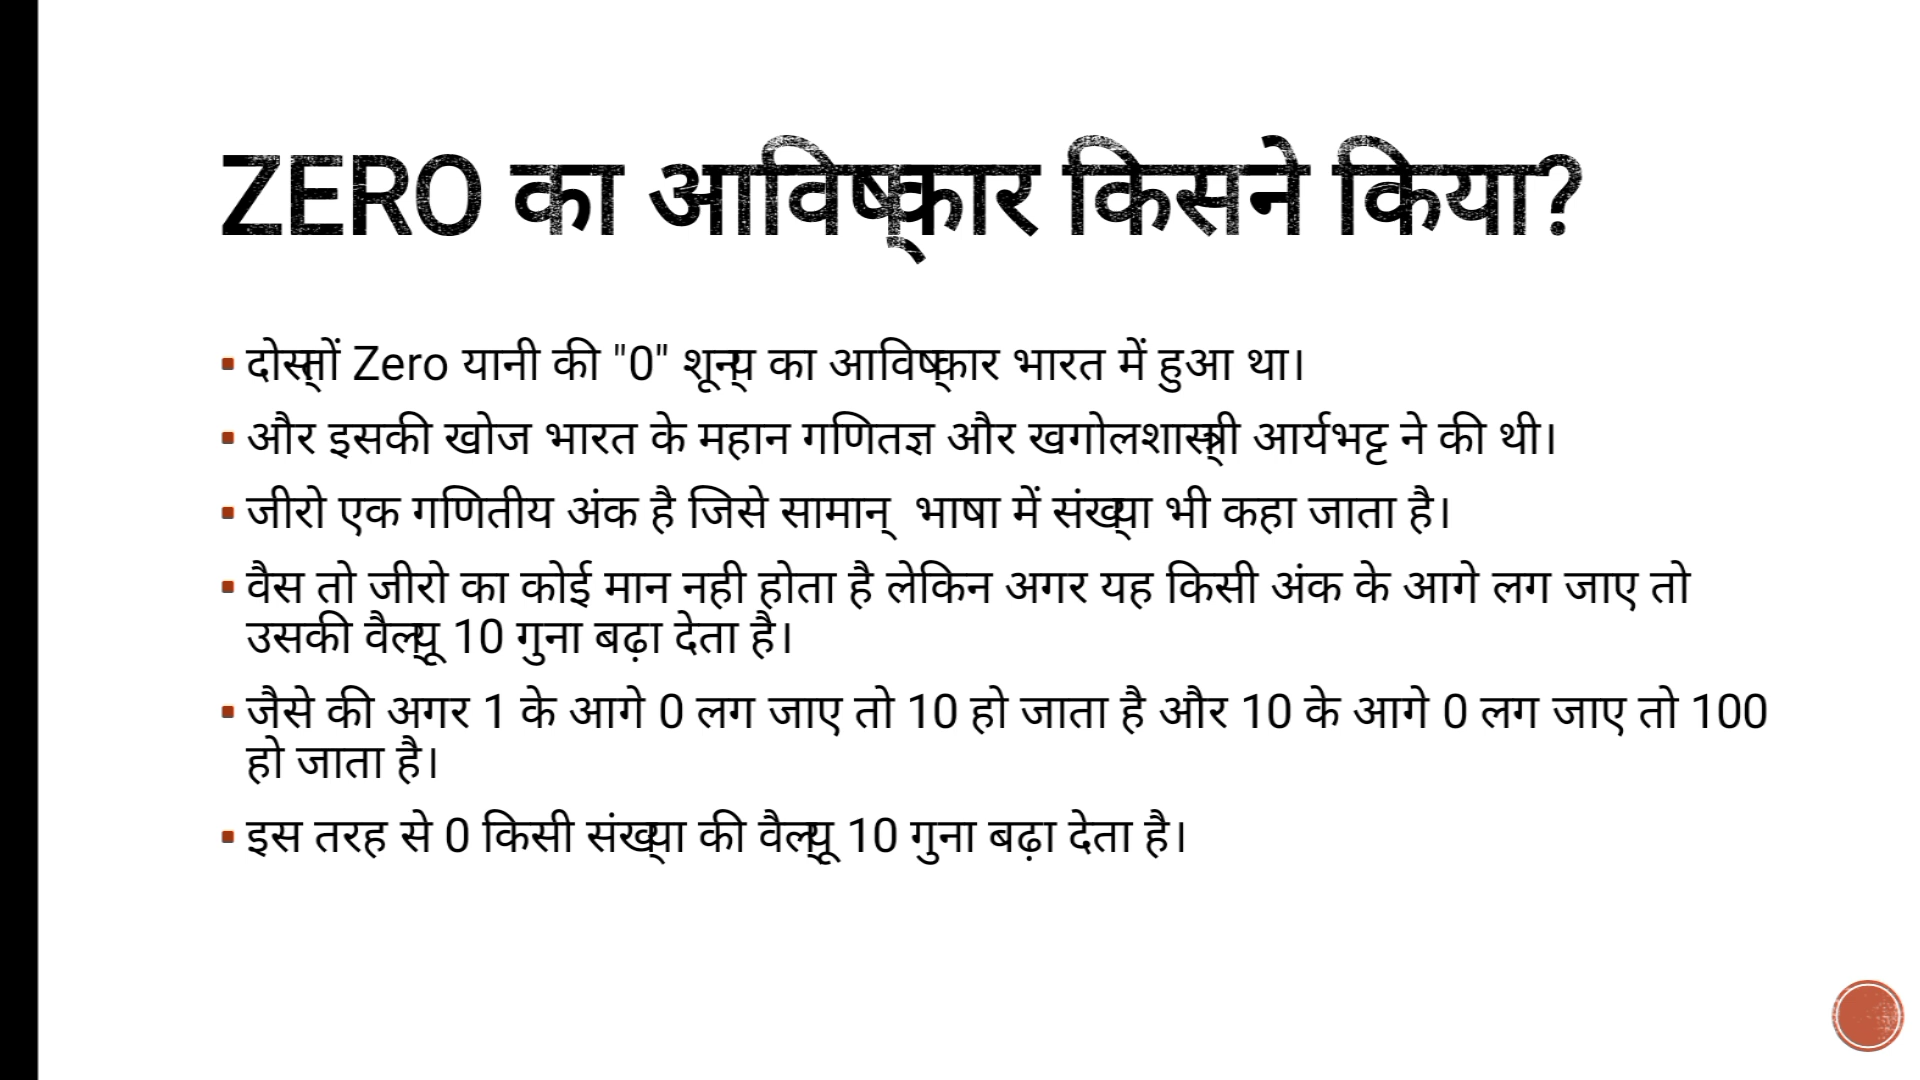 ZERO का आविष्कार किसने किया?
दोस्तों Zero यानी की "0" शून्य का आविष्कार भारत में हुआ था।
और इसकी खोज भारत के महान गणितज्ञ और खगोलशास्त्री आर्यभट्ट ने की थी।
जीरो एक गणितीय अंक है जिसे सामान् भाषा में संख्या भी कहा जाता है।
वैस तो जीरो का कोई मान नही होता है लेकिन अगर यह किसी अंक के आगे लग जाए तो
उसकी वैल्यू 10 गुना बढ़ा देता है।
जैसे की अगर 1 के आगे 0 लग जाए तो 10 हो जाता है और 10 के आगे 0 लग जाए तो 100
हो जाता है।
इस तरह से 0 किसी संख्या की वैल्यू 10 गुना बढ़ा देता है।